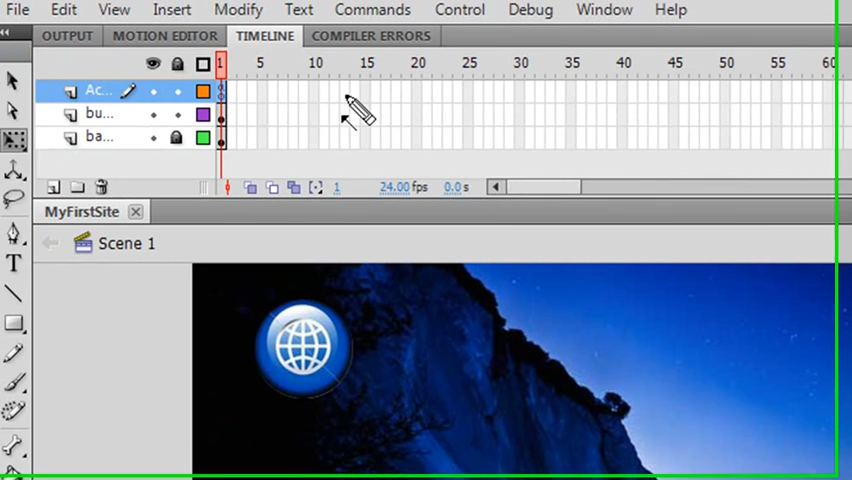 File Edit View Insert Modify Text Commands Control Debug Window Help
OUTPUT MOTION EDITOR TIMELINE COMPILER ERRORS
1 5 10 15 20 25 30 35 40 45 50 55 60
Ac...
bu...
ba...
1 24.00 fps 0.0 s
MyFirstSite
Scene 1
T